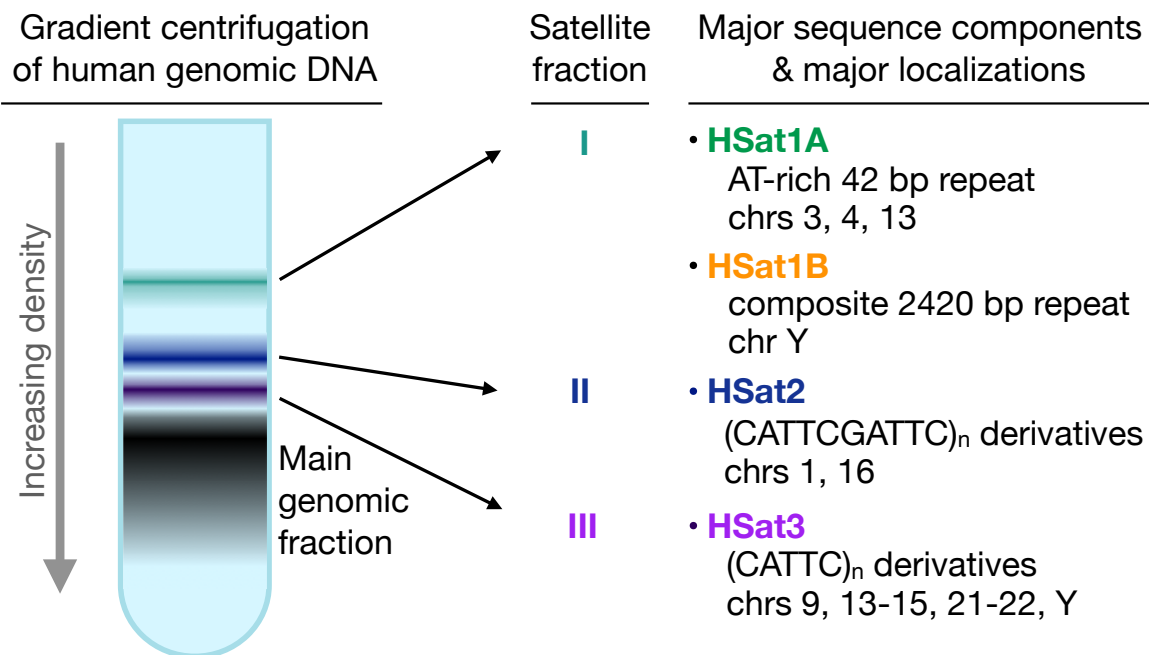 Gradient centrifugation
of human genomic DNA
Satellite
fraction
Major sequence components
& major localizations
Increasing density
Main
genomic
fraction
I
• HSat1A
AT-rich 42 bp repeat
chrs 3, 4, 13
• HSat1B
composite 2420 bp repeat
chr Y
II
• HSat2
(CATTCGATTC)n derivatives
chrs 1, 16
III
• HSat3
(CATTC)n derivatives
chrs 9, 13-15, 21-22, Y